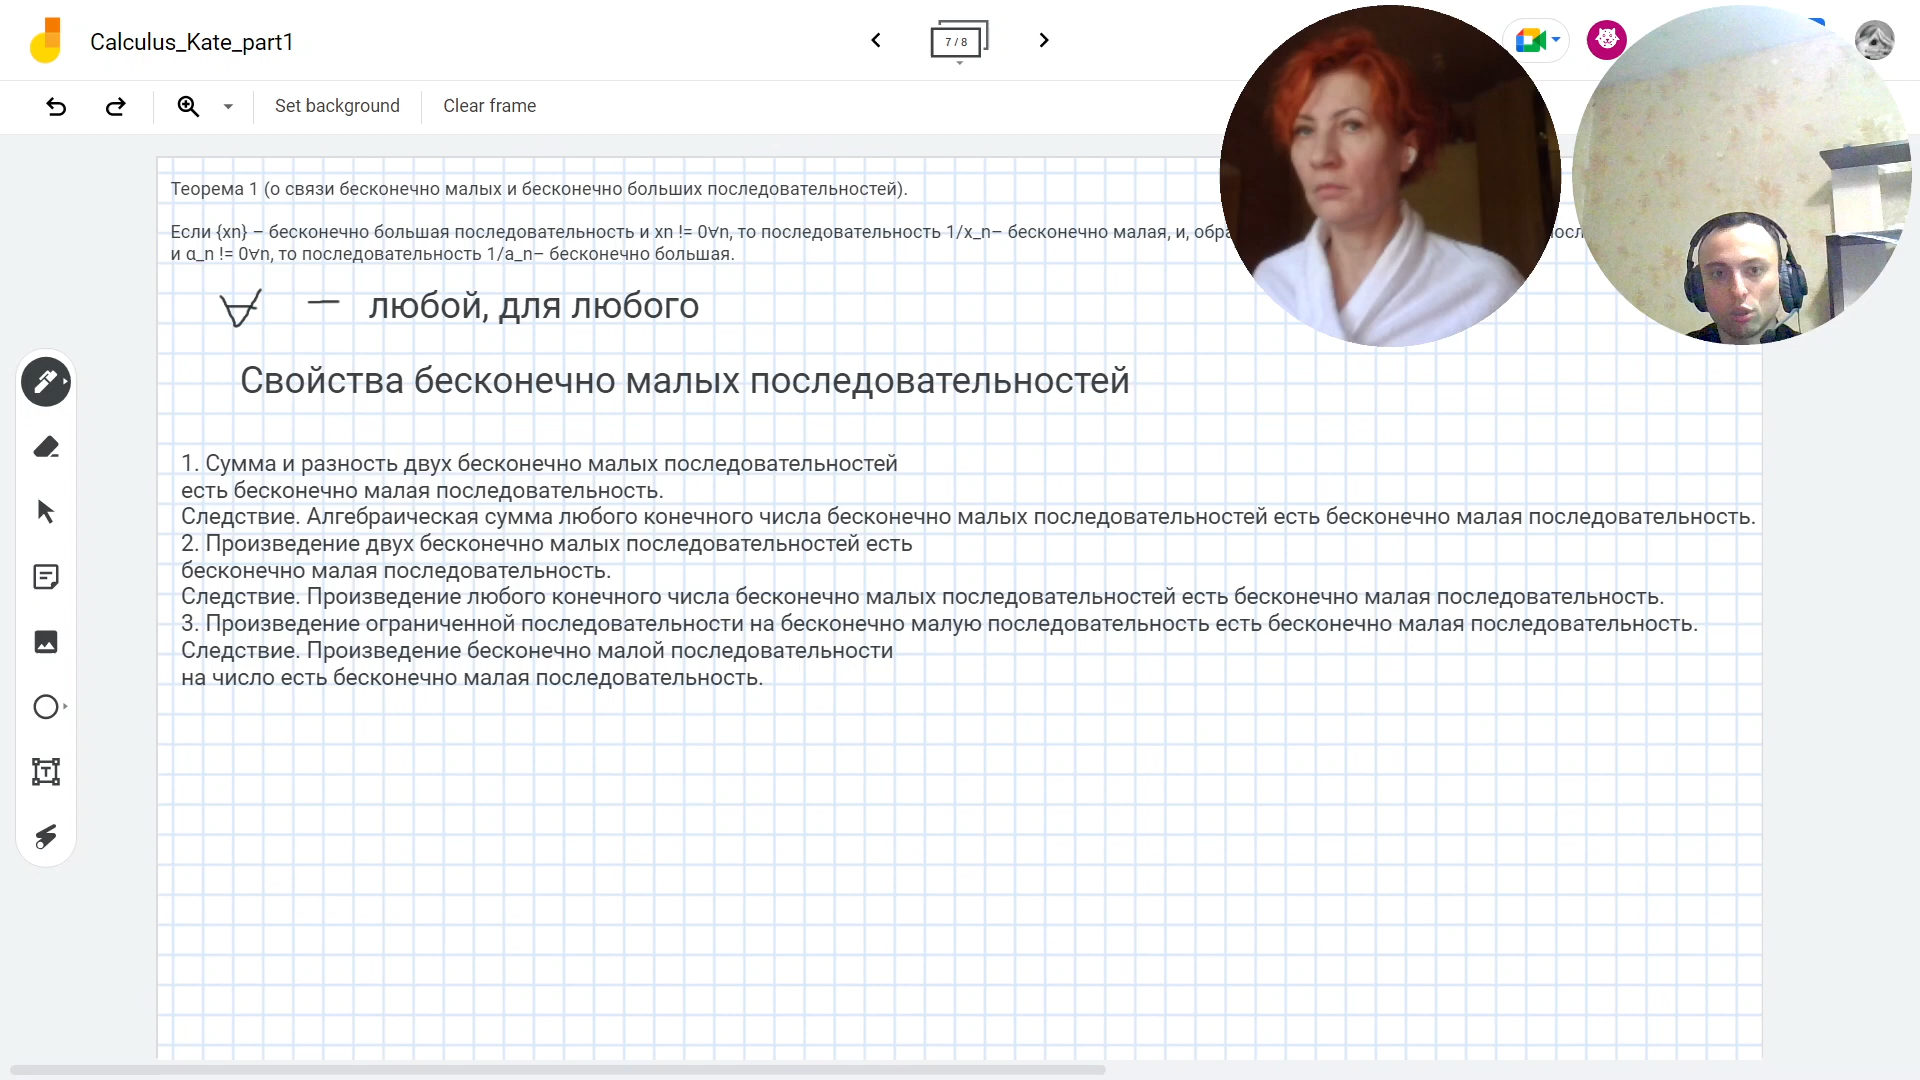 Calculus_Kate_part1
7 / 8
Set background
Clear frame
Теорема 1 (о связи бесконечно малых и бесконечно больших последовательностей).
Если {xn} – бесконечно большая последовательность и xn != 0∀n, то последовательность 1/x_n– бесконечно малая, и,
и α_n != 0∀n, то последовательность 1/a_n– бесконечно большая.
∀ — любой, для любого
Свойства бесконечно малых последовательностей
1. Сумма и разность двух бесконечно малых последовательностей
есть бесконечно малая последовательность.
Следствие. Алгебраическая сумма любого конечного числа бесконечно малых последовательностей есть бесконечно малая последовательность.
2. Произведение двух бесконечно малых последовательностей есть
бесконечно малая последовательность.
Следствие. Произведение любого конечного числа бесконечно малых последовательностей есть бесконечно малая последовательность.
3. Произведение ограниченной последовательности на бесконечно малую последовательность есть бесконечно малая последовательность.
Следствие. Произведение бесконечно малой последовательности
на число есть бесконечно малая последовательность.